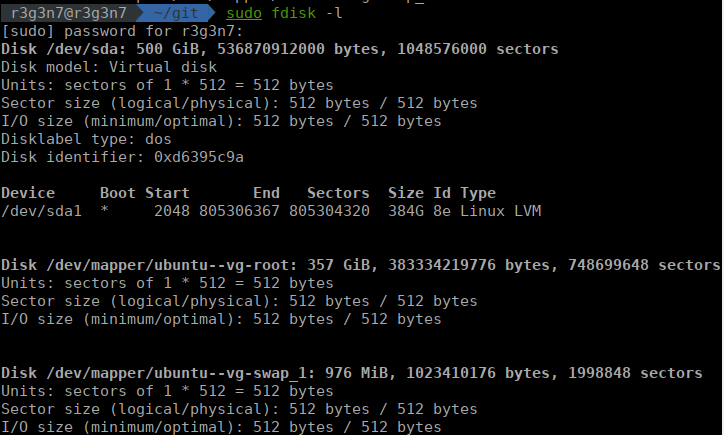 r3g3n7@r3g3n7 ~/git sudo fdisk -l
[sudo] password for r3g3n7:
Disk /dev/sda: 500 GiB, 536870912000 bytes, 1048576000 sectors
Disk model: Virtual disk
Units: sectors of 1 * 512 = 512 bytes
Sector size (logical/physical): 512 bytes / 512 bytes
I/O size (minimum/optimal): 512 bytes / 512 bytes
Disklabel type: dos
Disk identifier: 0xd6395c9a
Device     Boot Start       End   Sectors  Size Id Type
/dev/sda1  *     2048 805306367 805304320  384G 8e Linux LVM
Disk /dev/mapper/ubuntu--vg-root: 357 GiB, 383334219776 bytes, 748699648 sectors
Units: sectors of 1 * 512 = 512 bytes
Sector size (logical/physical): 512 bytes / 512 bytes
I/O size (minimum/optimal): 512 bytes / 512 bytes
Disk /dev/mapper/ubuntu--vg-swap_1: 976 MiB, 1023410176 bytes, 1998848 sectors
Units: sectors of 1 * 512 = 512 bytes
Sector size (logical/physical): 512 bytes / 512 bytes
I/O size (minimum/optimal): 512 bytes / 512 bytes